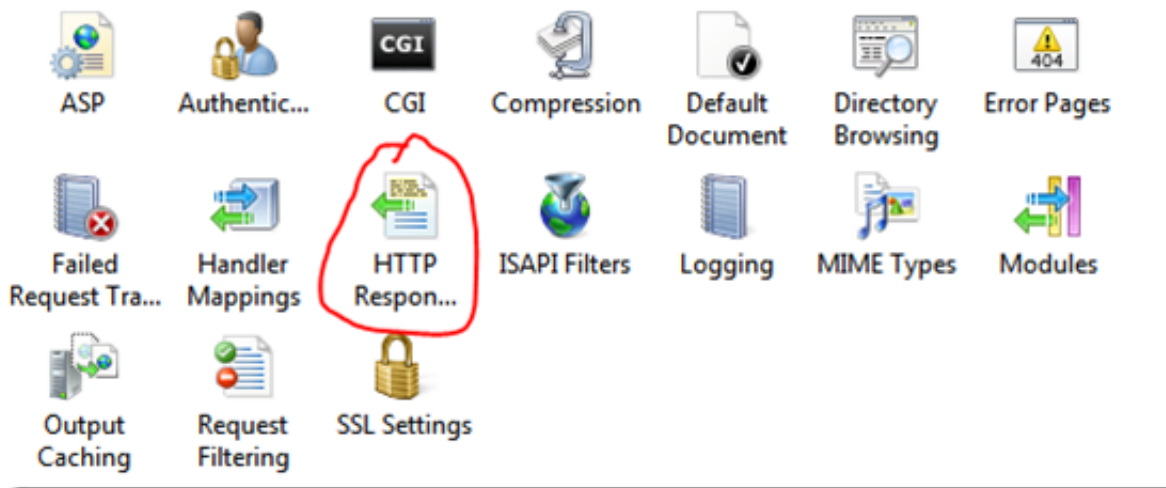 ASP
Authentic...
CGI
CGI
Compression
Default
Document
Directory
Browsing
404
Error Pages
Failed
Request Tra...
Handler
Mappings
HTTP
Respon...
ISAPI Filters
Logging
MIME Types
Modules
Output
Caching
Request
Filtering
SSL Settings